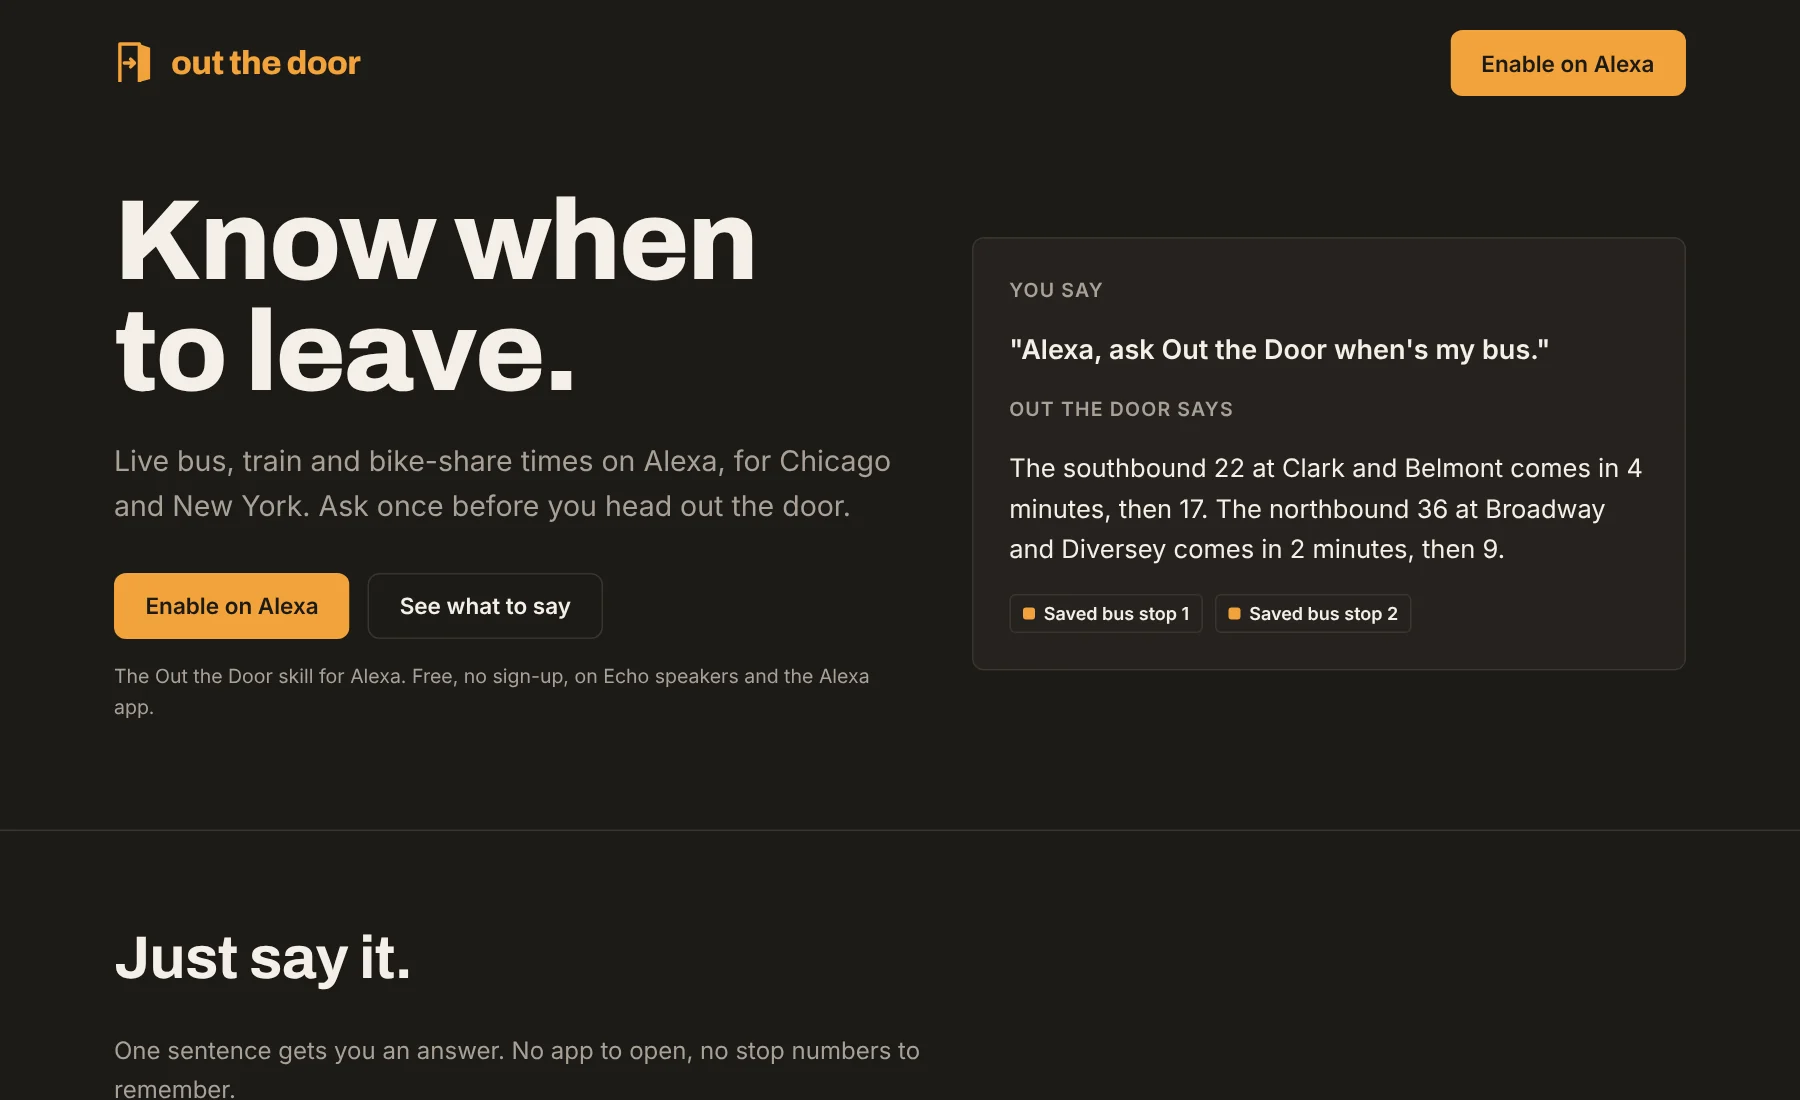 out the door
Enable on Alexa
Know when
to leave.
Live bus, train and bike-share times on Alexa, for Chicago
and New York. Ask once before you head out the door.
Enable on Alexa
See what to say
The Out the Door skill for Alexa. Free, no sign-up, on Echo speakers and the Alexa
app.
YOU SAY
"Alexa, ask Out the Door when's my bus."
OUT THE DOOR SAYS
The southbound 22 at Clark and Belmont comes in 4
minutes, then 17. The northbound 36 at Broadway
and Diversey comes in 2 minutes, then 9.
Saved bus stop 1
Saved bus stop 2
Just say it.
One sentence gets you an answer. No app to open, no stop numbers to
remember.